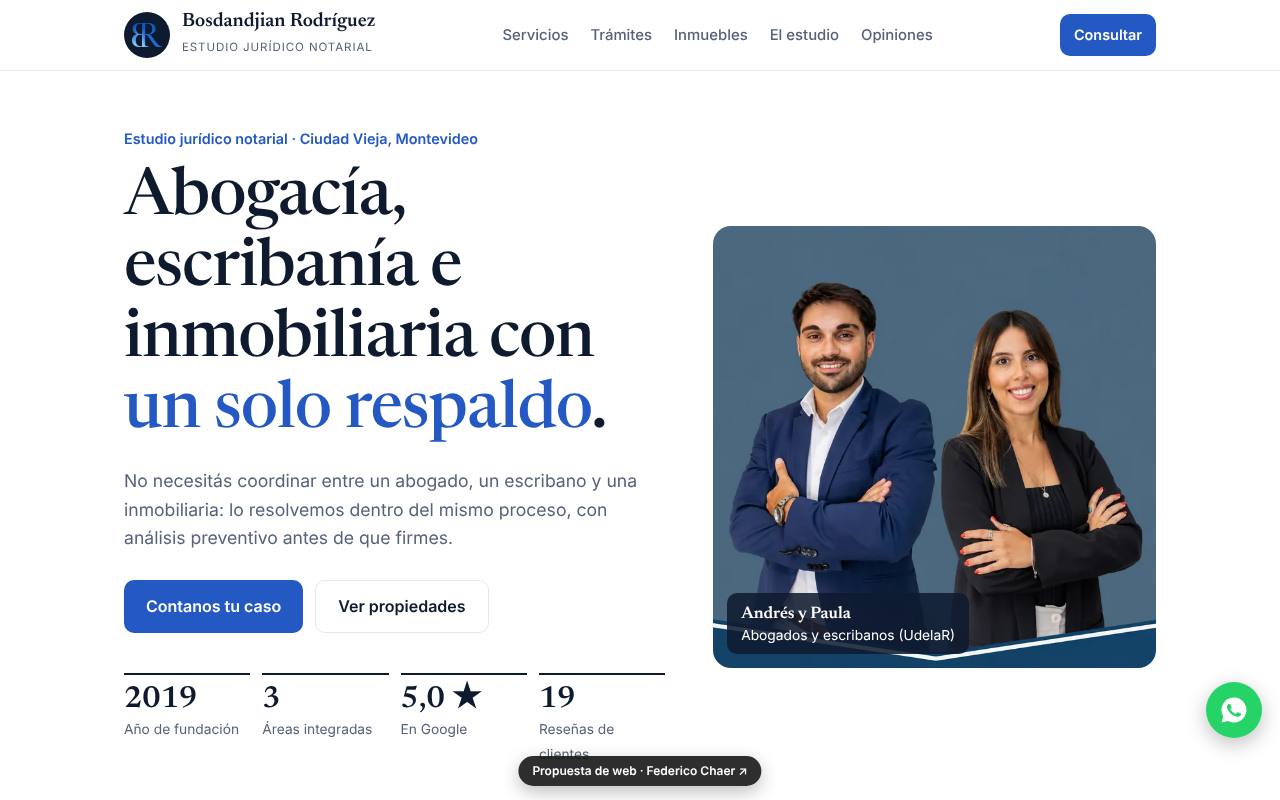 BR
Bosdandjian Rodríguez
ESTUDIO JURÍDICO NOTARIAL
Servicios
Trámites
Inmuebles
El estudio
Opiniones
Consultar
Estudio jurídico notarial · Ciudad Vieja, Montevideo
Abogacía,
escribanía e
inmobiliaria con
un solo respaldo.
No necesitás coordinar entre un abogado, un escribano y una
inmobiliaria: lo resolvemos dentro del mismo proceso, con
análisis preventivo antes de que firmes.
Contanos tu caso
Ver propiedades
2019
Año de fundación
3
Áreas integradas
5,0 ★
En Google
19
Reseñas de
clientes
Andrés y Paula
Abogados y escribanos (UdelaR)
Propuesta de web · Federico Chaer ↗